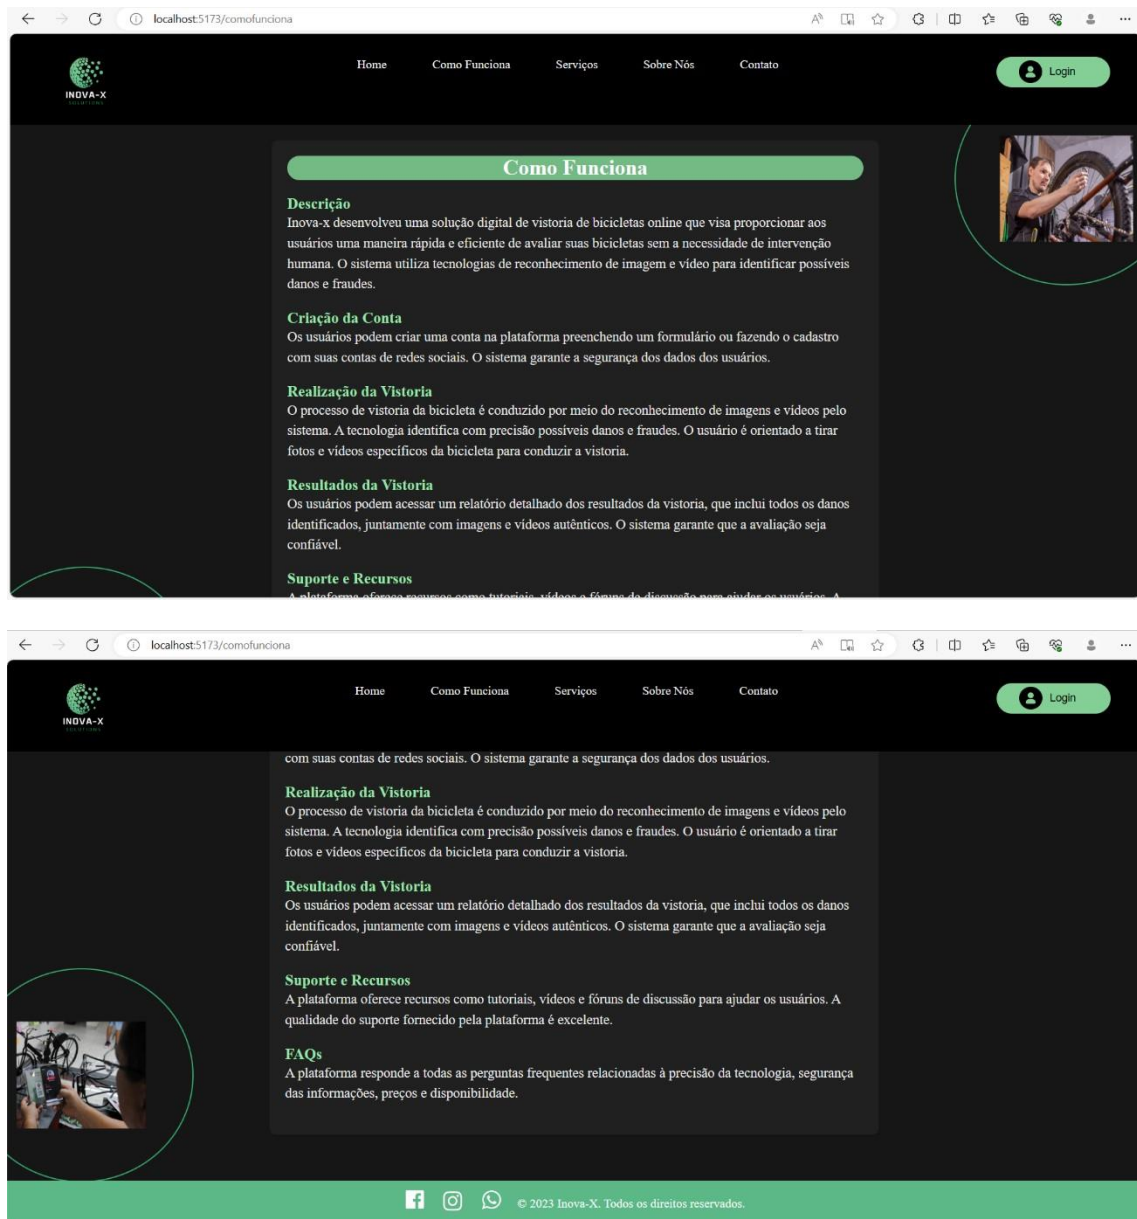 localhost:5173/comofunciona
Home Como Funciona Serviços Sobre Nós Contato
Login
INOVA-X
SOLUTIONS
Como Funciona
Descrição
Inova-x desenvolveu uma solução digital de vistoria de bicicletas online que visa proporcionar aos
usuários uma maneira rápida e eficiente de avaliar suas bicicletas sem a necessidade de intervenção
humana. O sistema utiliza tecnologias de reconhecimento de imagem e vídeo para identificar possíveis
danos e fraudes.
Criação da Conta
Os usuários podem criar uma conta na plataforma preenchendo um formulário ou fazendo o cadastro
com suas contas de redes sociais. O sistema garante a segurança dos dados dos usuários.
Realização da Vistoria
O processo de vistoria da bicicleta é conduzido por meio do reconhecimento de imagens e vídeos pelo
sistema. A tecnologia identifica com precisão possíveis danos e fraudes. O usuário é orientado a tirar
fotos e vídeos específicos da bicicleta para conduzir a vistoria.
Resultados da Vistoria
Os usuários podem acessar um relatório detalhado dos resultados da vistoria, que inclui todos os danos
identificados, juntamente com imagens e vídeos autênticos. O sistema garante que a avaliação seja
confiável.
Suporte e Recursos
A plataforma oferece recursos como tutoriais, vídeos e fóruns de discussão para ajudar os usuários. A
localhost:5173/comofunciona
Home Como Funciona Serviços Sobre Nós Contato
Login
INOVA-X
SOLUTIONS
com suas contas de redes sociais. O sistema garante a segurança dos dados dos usuários.
Realização da Vistoria
O processo de vistoria da bicicleta é conduzido por meio do reconhecimento de imagens e vídeos pelo
sistema. A tecnologia identifica com precisão possíveis danos e fraudes. O usuário é orientado a tirar
fotos e vídeos específicos da bicicleta para conduzir a vistoria.
Resultados da Vistoria
Os usuários podem acessar um relatório detalhado dos resultados da vistoria, que inclui todos os danos
identificados, juntamente com imagens e vídeos autênticos. O sistema garante que a avaliação seja
confiável.
Suporte e Recursos
A plataforma oferece recursos como tutoriais, vídeos e fóruns de discussão para ajudar os usuários. A
qualidade do suporte fornecido pela plataforma é excelente.
FAQs
A plataforma responde a todas as perguntas frequentes relacionadas à precisão da tecnologia, segurança
das informações, preços e disponibilidade.
© 2023 Inova-X. Todos os direitos reservados.